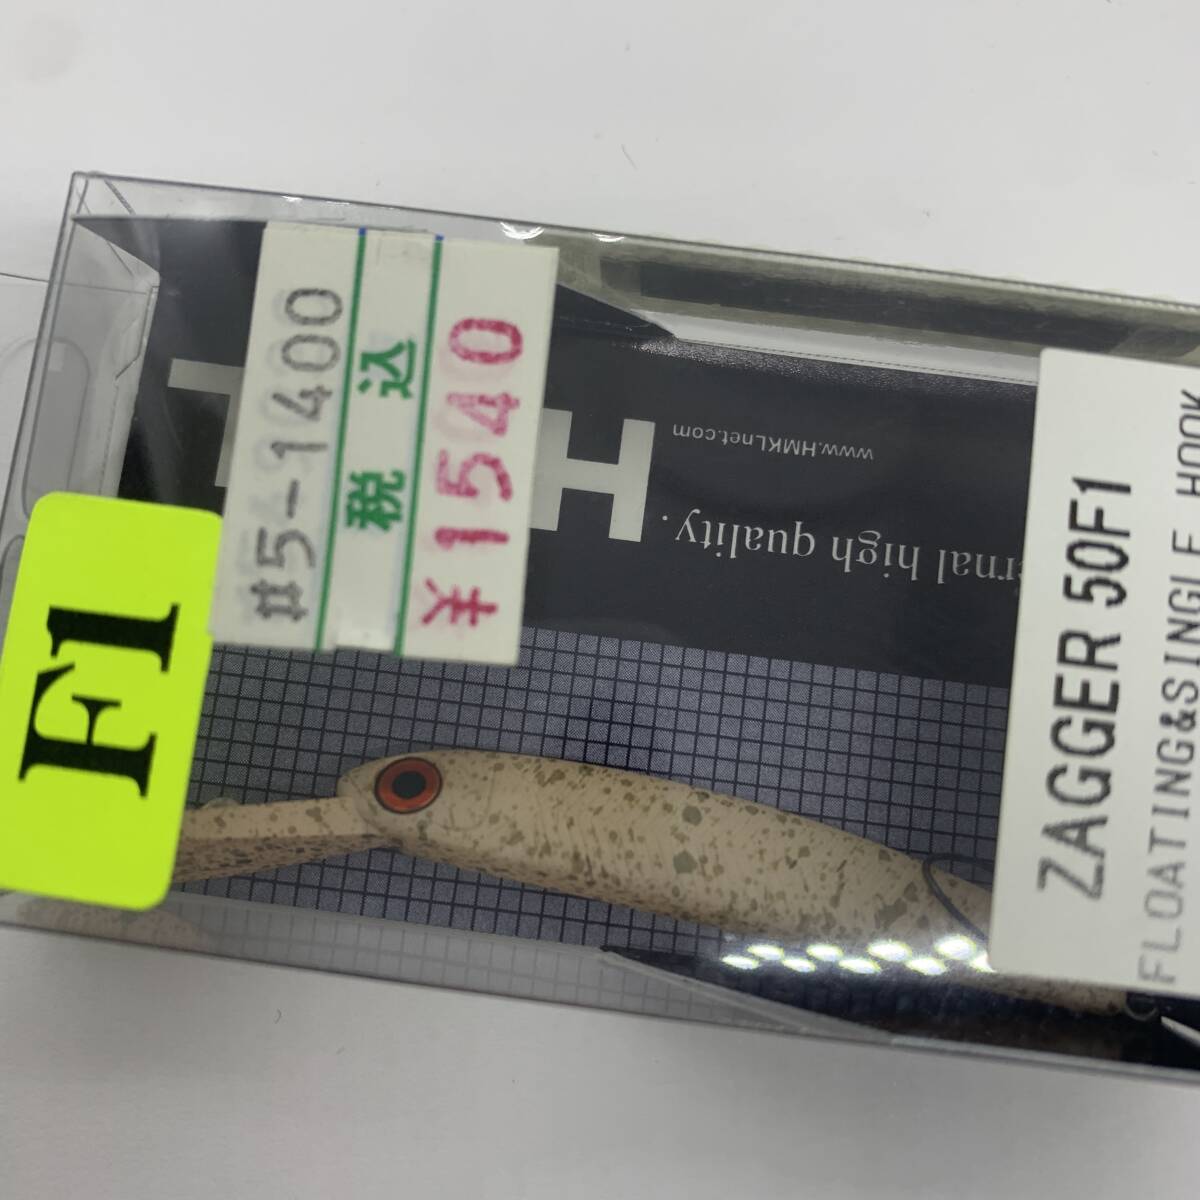 #5-1400
税込
¥1540
F1
www.HMKLnet.com
high quality.
ZAGGER 50F1
FLOATING&SINGLE HOOK